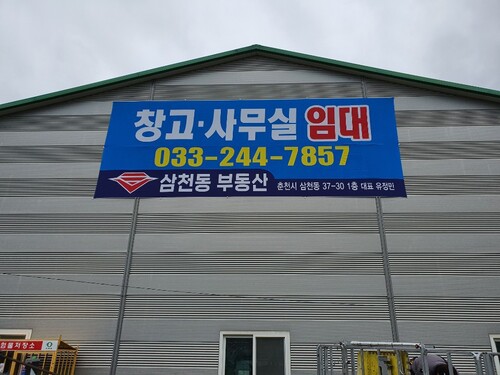 창고·사무실 임대
033-244-7857
삼천동 부동산 춘천시 삼천동 37-30 1층 대표 유정민